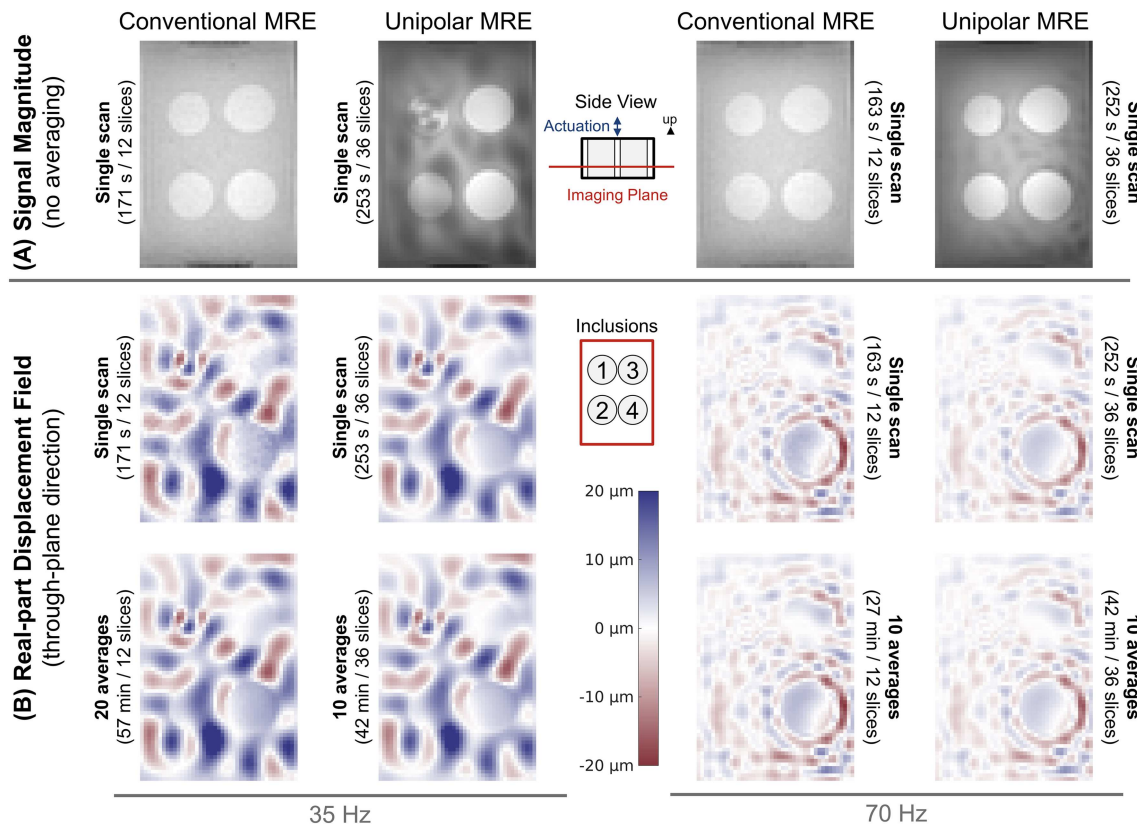 Conventional MRE
Unipolar MRE
Conventional MRE
Unipolar MRE
(A) Signal Magnitude
(no averaging)
Single scan
(171 s / 12 slices)
Single scan
(253 s / 36 slices)
Side View
Actuation
up
Imaging Plane
Single scan
(163 s / 12 slices)
Single scan
(252 s / 36 slices)
(B) Real-part Displacement Field
(through-plane direction)
Single scan
(171 s / 12 slices)
Single scan
(253 s / 36 slices)
Inclusions
1 3
2 4
Single scan
(163 s / 12 slices)
Single scan
(252 s / 36 slices)
20 averages
(57 min / 12 slices)
10 averages
(42 min / 36 slices)
20 µm
10 µm
0 µm
-10 µm
-20 µm
10 averages
(27 min / 12 slices)
10 averages
(42 min / 36 slices)
35 Hz
70 Hz